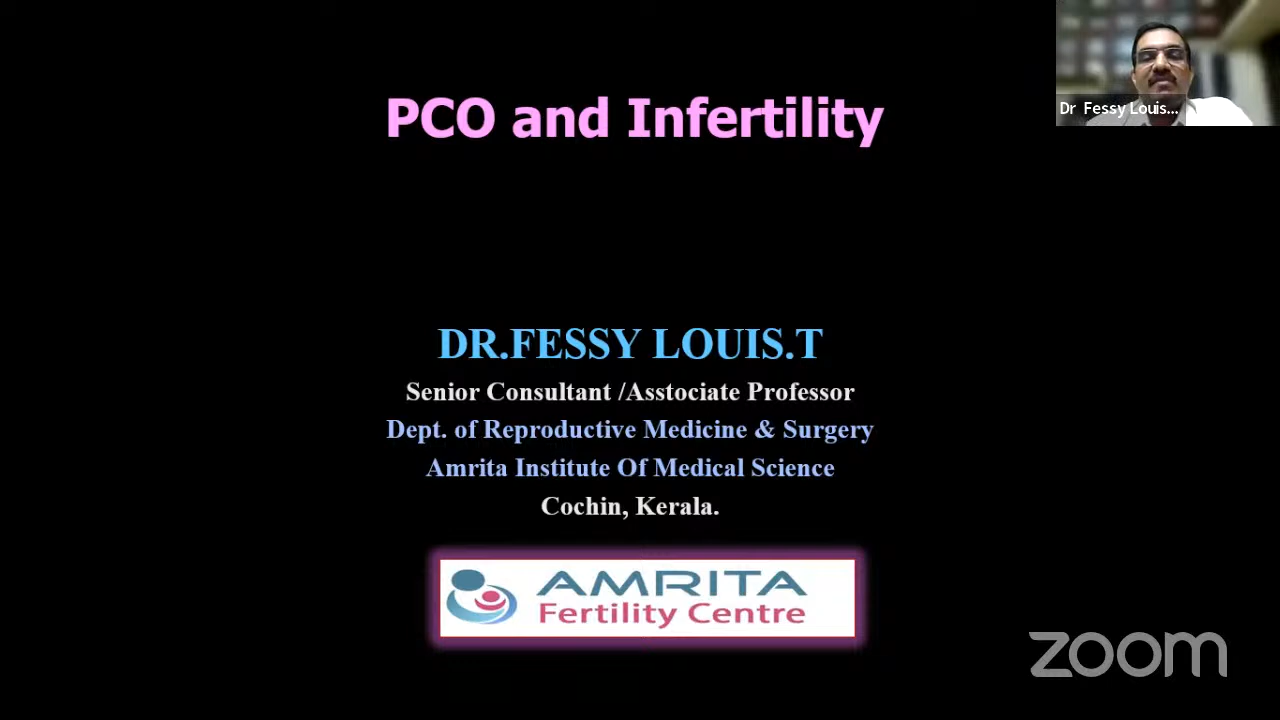 PCO and Infertility
Dr Fessy Louis...
DR.FESSY LOUIS.T
Senior Consultant /Asstociate Professor
Dept. of Reproductive Medicine & Surgery
Amrita Institute Of Medical Science
Cochin, Kerala.
AMRITA
Fertility Centre
zoom